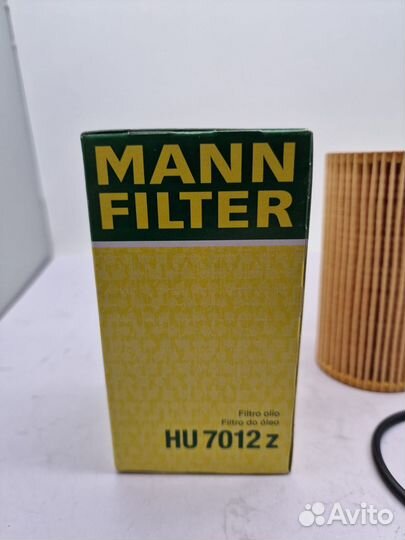 MANN
FILTER
Filtro olio
Filtro do óleo
HU 7012 z
Avito